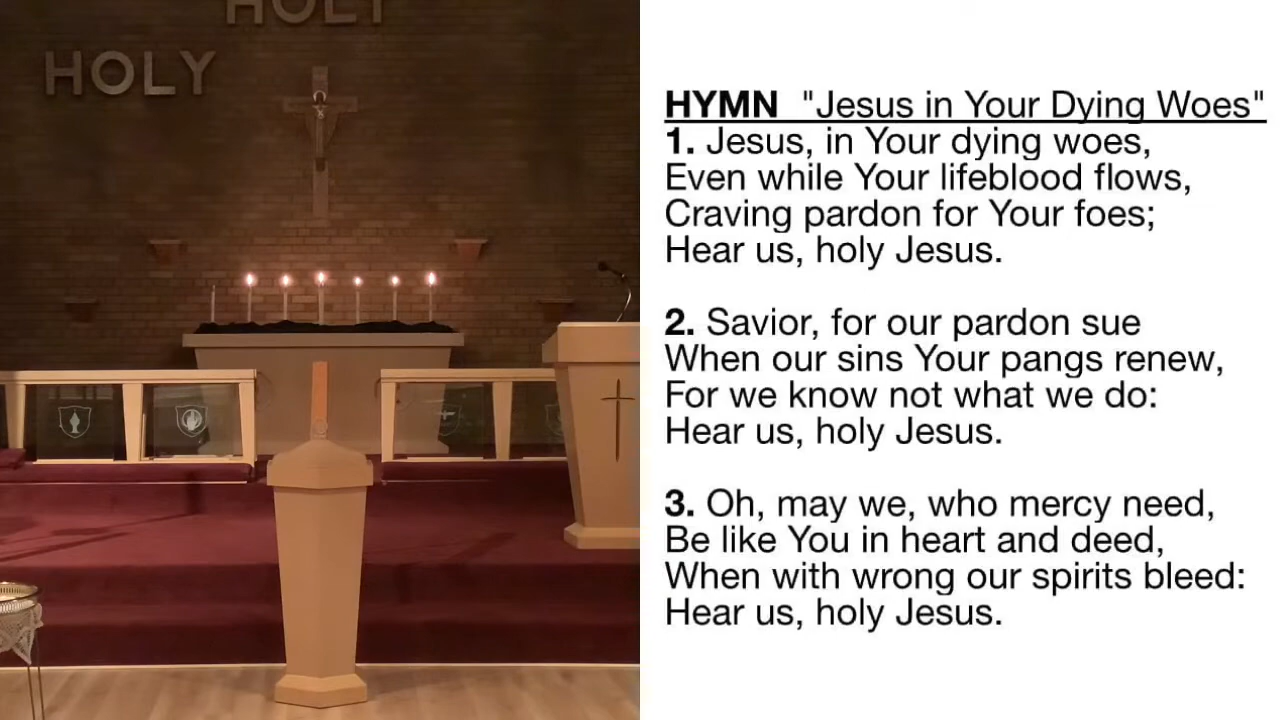 HOLY
HOLY
HYMN "Jesus in Your Dying Woes"
1. Jesus, in Your dying woes,
Even while Your lifeblood flows,
Craving pardon for Your foes;
Hear us, holy Jesus.
2. Savior, for our pardon sue
When our sins Your pangs renew,
For we know not what we do:
Hear us, holy Jesus.
3. Oh, may we, who mercy need,
Be like You in heart and deed,
When with wrong our spirits bleed:
Hear us, holy Jesus.